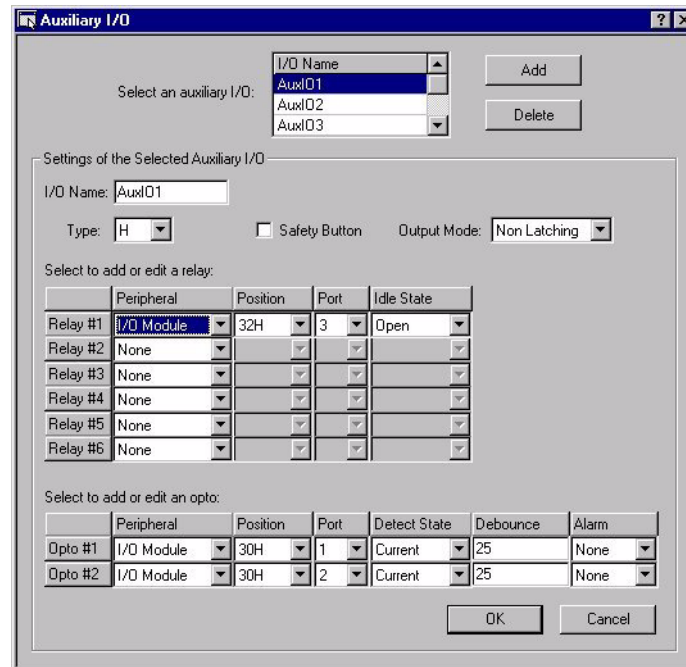 Auxiliary I/O
Select an auxiliary I/O:
I/O Name
AuxIO1
AuxIO2
AuxIO3
Add
Delete
Settings of the Selected Auxiliary I/O
I/O Name: AuxIO1
Type: H Safety Button Output Mode: Non Latching
Select to add or edit a relay:
Peripheral Position Port Idle State
Relay #1 I/O Module 32H 3 Open
Relay #2 None
Relay #3 None
Relay #4 None
Relay #5 None
Relay #6 None
Select to add or edit an opto:
Peripheral Position Port Detect State Debounce Alarm
Opto #1 I/O Module 30H 1 Current 25 None
Opto #2 I/O Module 30H 2 Current 25 None
OK Cancel